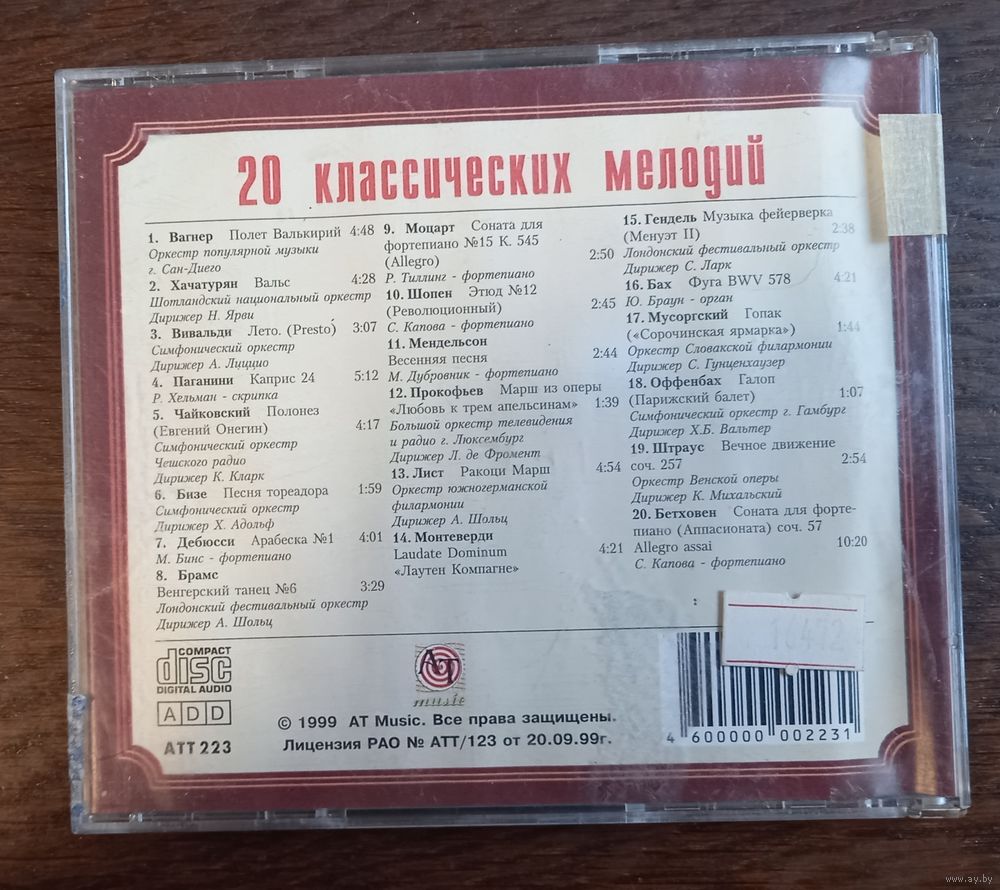 20 классических мелодий
1. Вагнер Полет Валькирий 4:48
Оркестр популярной музыки
г. Сан-Диего
2. Хачатурян Вальс 4:28
Шотландский национальный оркестр
Дирижер Н. Ярви
3. Вивальди Лето. (Presto) 3:07
Симфонический оркестр
Дирижер А. Лиццио
4. Паганини Каприс 24 5:12
Р. Хельман - скрипка
5. Чайковский Полонез
(Евгений Онегин) 4:17
Симфонический оркестр
Чешского радио
Дирижер К. Кларк
6. Бизе Песня тореадора 1:59
Симфонический оркестр
Дирижер Х. Адольф
7. Дебюсси Арабеска №1 4:01
М. Бинс - фортепиано
8. Брамс
Венгерский танец №6 3:29
Лондонский фестивальный оркестр
Дирижер А. Шольц
9. Моцарт Соната для
фортепиано №15 К. 545
(Allegro) 2:50
Р. Тиллинг - фортепиано
10. Шопен Этюд №12
(Революционный) 2:45
С. Капова - фортепиано
11. Мендельсон
Весенняя песня 2:44
М. Дубровник - фортепиано
12. Прокофьев Марш из оперы
«Любовь к трем апельсинам» 1:39
Большой оркестр телевидения
и радио г. Люксембург
Дирижер Л. де Фромент
13. Лист Ракоци Марш 4:54
Оркестр южногерманской
филармонии
Дирижер А. Шольц
14. Монтеверди
Laudate Dominum 4:21
«Лаутен Компагне»
15. Гендель Музыка фейерверка
(Менуэт II) 2:38
Лондонский фестивальный оркестр
Дирижер С. Ларк
16. Бах Фуга BWV 578 4:21
Ю. Браун - орган
17. Мусоргский Гопак
(«Сорочинская ярмарка») 1:44
Оркестр Словакской филармонии
Дирижер С. Гунценхаузер
18. Оффенбах Галоп
(Парижский балет) 1:07
Симфонический оркестр г. Гамбург
Дирижер Х.Б. Вальтер
19. Штраус Вечное движение
соч. 257 2:54
Оркестр Венской оперы
Дирижер К. Михальский
20. Бетховен Соната для форте-
пиано (Аппасионата) соч. 57
Allegro assai 10:20
С. Капова - фортепиано
COMPACT
disc
DIGITAL AUDIO
ADD
ATT 223
AT
music
© 1999 AT Music. Все права защищены.
Лицензия РАО № АТТ/123 от 20.09.99г.
16472
4 600000 002231
www.ay.by